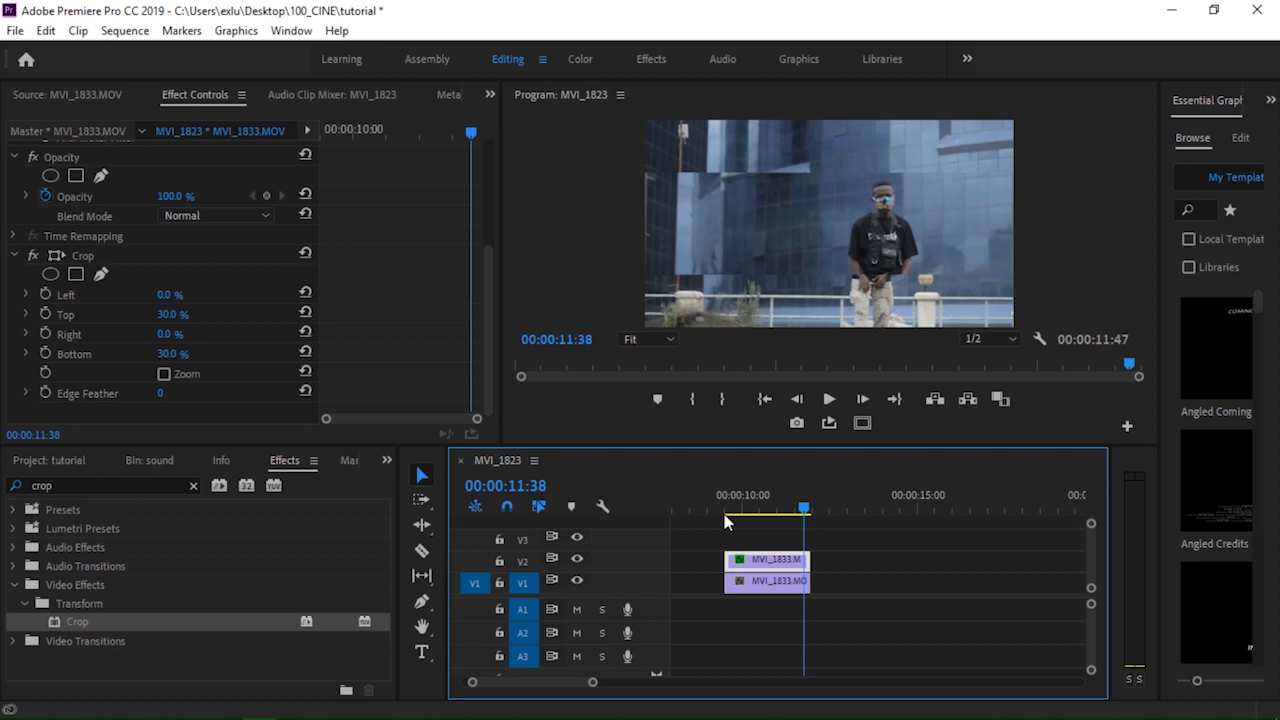 Adobe Premiere Pro CC 2019 - C:\Users\exlu\Desktop\100_CINE\tutorial *
File Edit Clip Sequence Markers Graphics Window Help
Learning Assembly Editing Color Effects Audio Graphics Libraries
Source: MVI_1833.MOV Effect Controls Audio Clip Mixer: MVI_1823 Meta
Program: MVI_1823
Essential Graph
Master * MVI_1833.MOV MVI_1823 * MVI_1833.MOV 00:00:10:00
Browse Edit
fx Opacity
My Templat
Opacity 100.0 %
Blend Mode Normal
Time Remapping
Local Templat
fx Crop
Libraries
Left 0.0 %
Top 30.0 %
Right 0.0 %
Bottom 30.0 %
Zoom
Edge Feather 0
00:00:11:38
00:00:11:38 Fit 1/2 00:00:11:47
Angled Coming
Project: tutorial Bin: sound Info Effects Mar
crop
32 YUV
Presets
Lumetri Presets
Audio Effects
Audio Transitions
Video Effects
Transform
Crop
Video Transitions
MVI_1823
00:00:11:38
00:00:10:00 00:00:15:00 00:0
V3
V2 MVI_1833.M
V1 V1 MVI_1833.MO
A1 M S
A2 M S
A3 M S
S S
Angled Credits